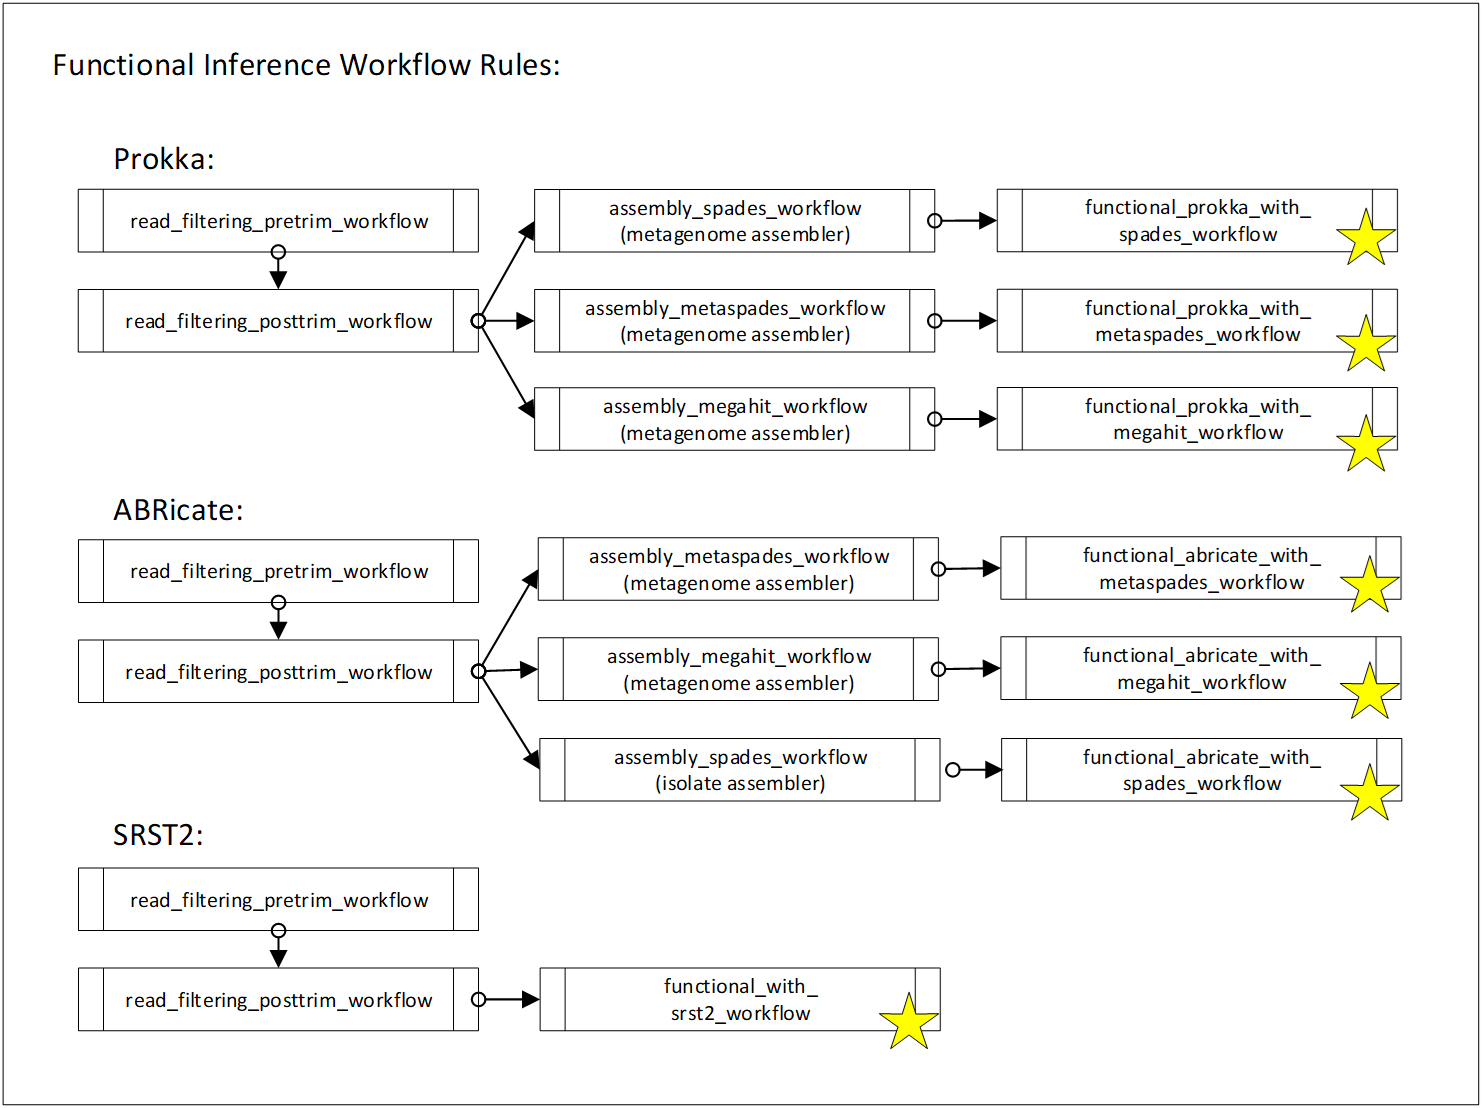 Functional Inference Workflow Rules:
Prokka:
read_filtering_pretrim_workflow
read_filtering_posttrim_workflow
assembly_spades_workflow
(metagenome assembler)
functional_prokka_with_
spades_workflow
assembly_metaspades_workflow
(metagenome assembler)
functional_prokka_with_
metaspades_workflow
assembly_megahit_workflow
(metagenome assembler)
functional_prokka_with_
megahit_workflow
ABRicate:
read_filtering_pretrim_workflow
read_filtering_posttrim_workflow
assembly_metaspades_workflow
(metagenome assembler)
functional_abricate_with_
metaspades_workflow
assembly_megahit_workflow
(metagenome assembler)
functional_abricate_with_
megahit_workflow
assembly_spades_workflow
(isolate assembler)
functional_abricate_with_
spades_workflow
SRST2:
read_filtering_pretrim_workflow
read_filtering_posttrim_workflow
functional_with_
srst2_workflow